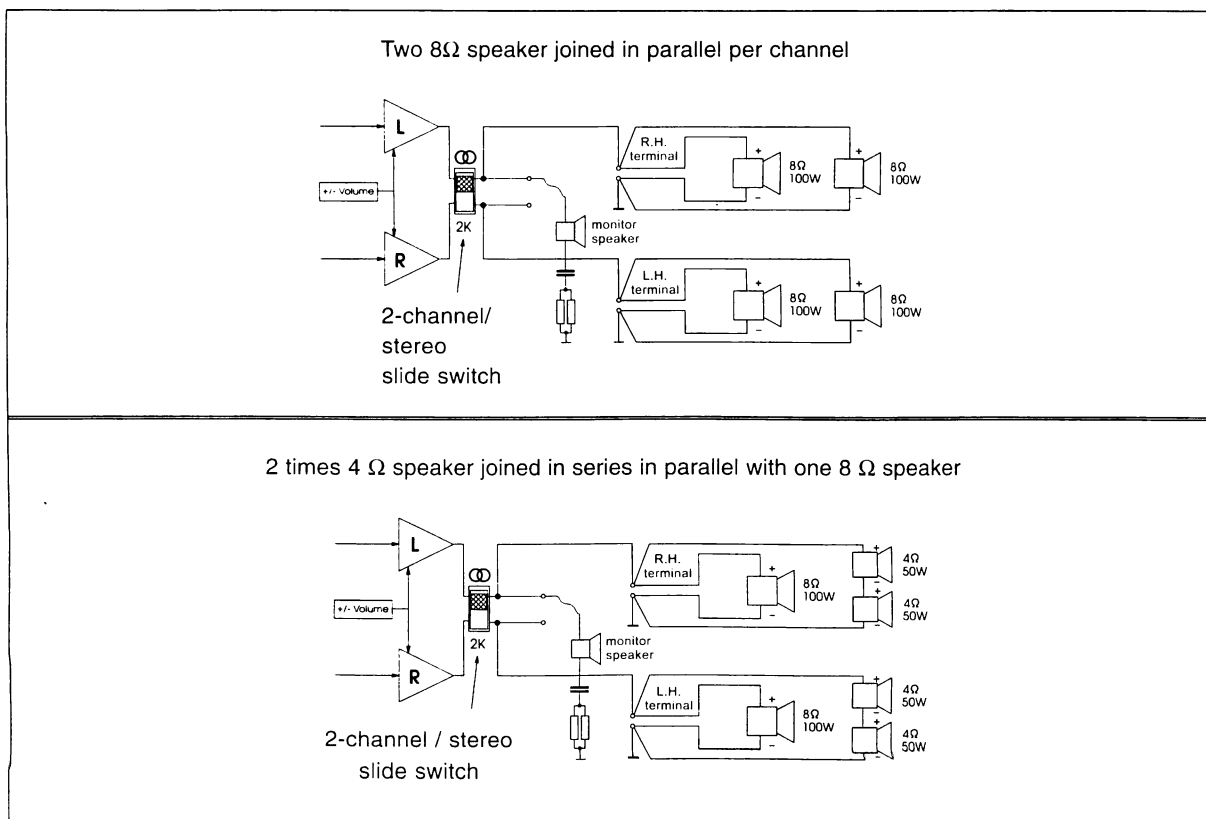 Two 8Ω speaker joined in parallel per channel
L
R
+/- Volume
2K
2-channel/
stereo
slide switch
monitor
speaker
R.H.
terminal
+
−
8Ω
100W
+
−
8Ω
100W
L.H.
terminal
+
−
8Ω
100W
+
−
8Ω
100W
2 times 4 Ω speaker joined in series in parallel with one 8 Ω speaker
L
R
+/- Volume
2K
2-channel / stereo
slide switch
monitor
speaker
R.H.
terminal
+
−
8Ω
100W
+
−
4Ω
50W
+
−
4Ω
50W
L.H.
terminal
+
−
8Ω
100W
+
−
4Ω
50W
+
−
4Ω
50W